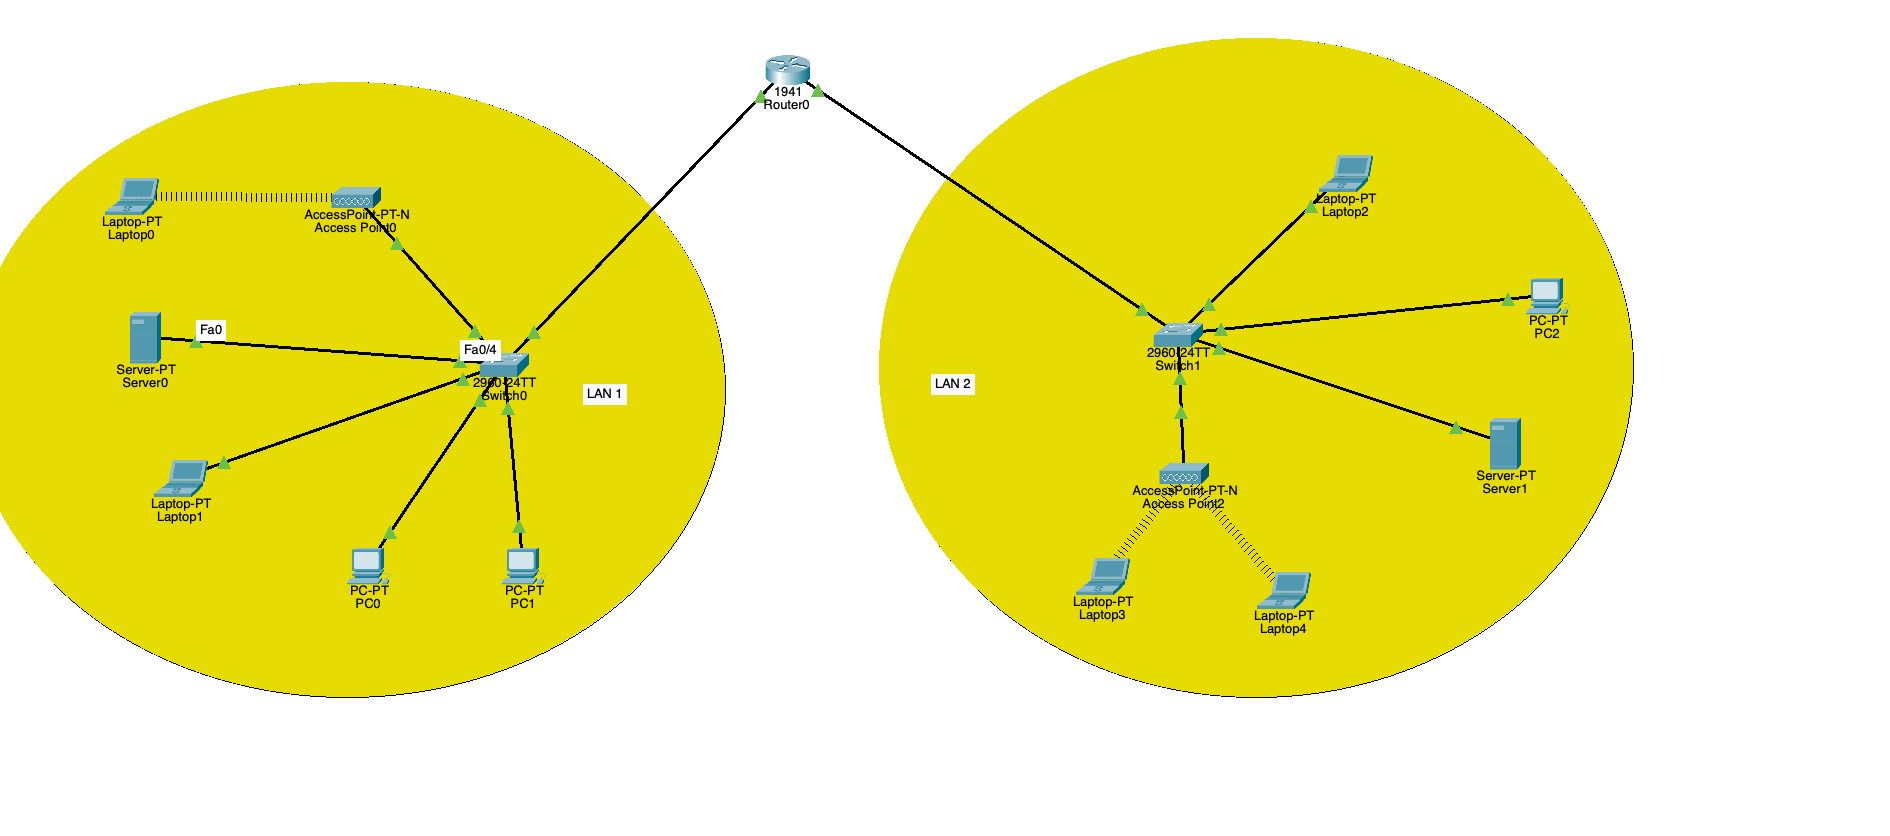 1941
Router0
Laptop-PT
Laptop0
AccessPoint-PT-N
Access Point0
Fa0
Server-PT
Server0
Fa0/4
2960-24TT
Switch0
LAN 1
Laptop-PT
Laptop1
PC-PT
PC0
PC-PT
PC1
Laptop-PT
Laptop2
PC-PT
PC2
2960-24TT
Switch1
LAN 2
Server-PT
Server1
AccessPoint-PT-N
Access Point2
Laptop-PT
Laptop3
Laptop-PT
Laptop4